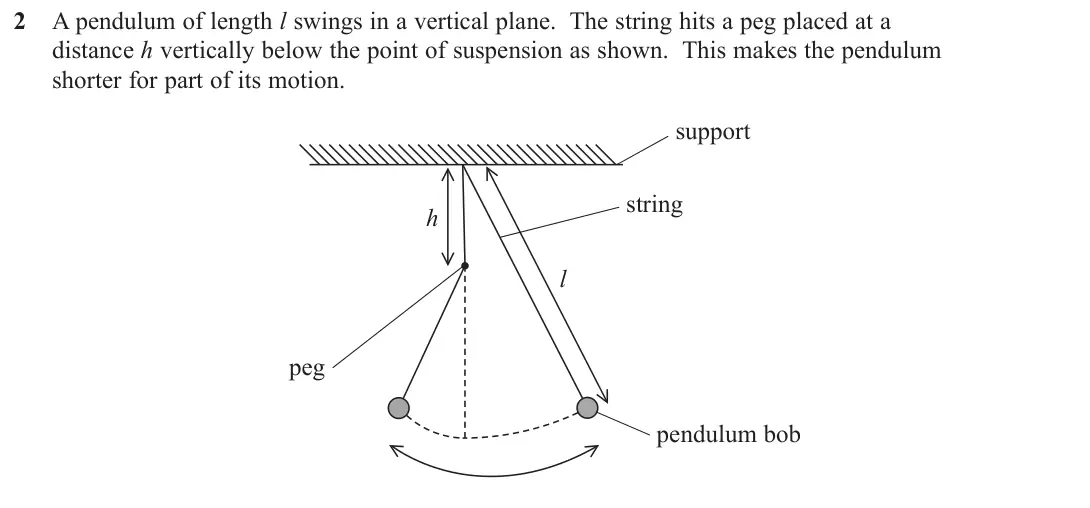 2 A pendulum of length l swings in a vertical plane. The string hits a peg placed at a
distance h vertically below the point of suspension as shown. This makes the pendulum
shorter for part of its motion.
support
string
h
l
peg
pendulum bob